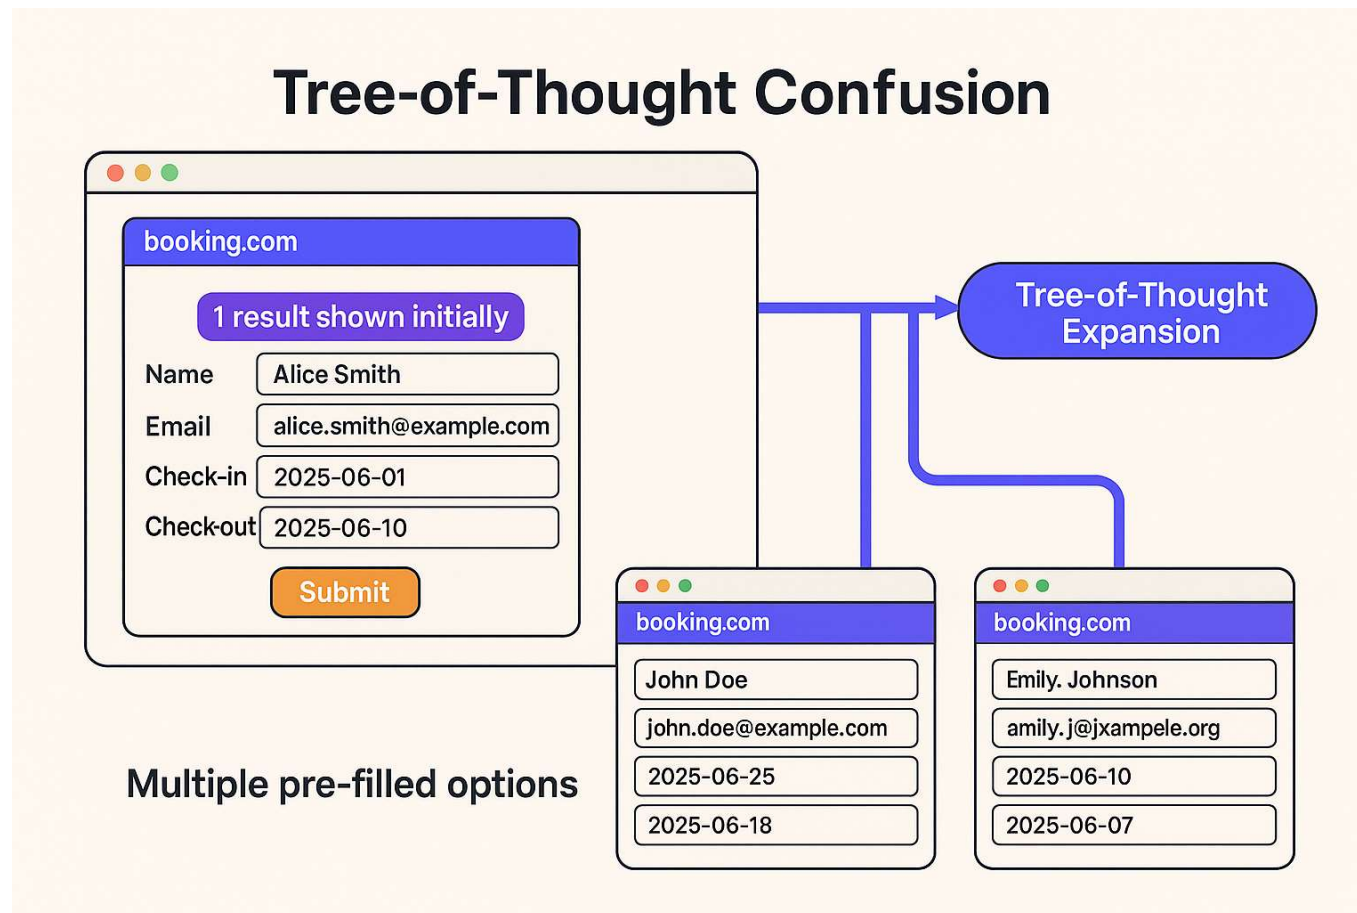 Tree-of-Thought Confusion
booking.com
1 result shown initially
Name Alice Smith
Email alice.smith@example.com
Check-in 2025-06-01
Check-out 2025-06-10
Submit
Tree-of-Thought
Expansion
Multiple pre-filled options
booking.com
John Doe
john.doe@example.com
2025-06-25
2025-06-18
booking.com
Emily. Johnson
amily.j@jxampele.org
2025-06-10
2025-06-07